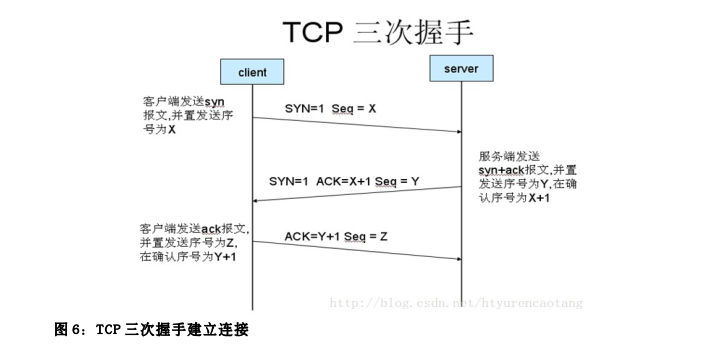 TCP 三次握手
client
server
客户端发送syn
报文,并置发送序
号为X
SYN=1 Seq = X
服务端发送
syn+ack报文,并置
发送序号为Y,在确
认序号为X+1
SYN=1 ACK=X+1 Seq = Y
客户端发送ack报文,
并置发送序号为Z,
在确认序号为Y+1
ACK=Y+1 Seq = Z
http://blog.csdn.net/htyurencaotang
图 6：TCP 三次握手建立连接